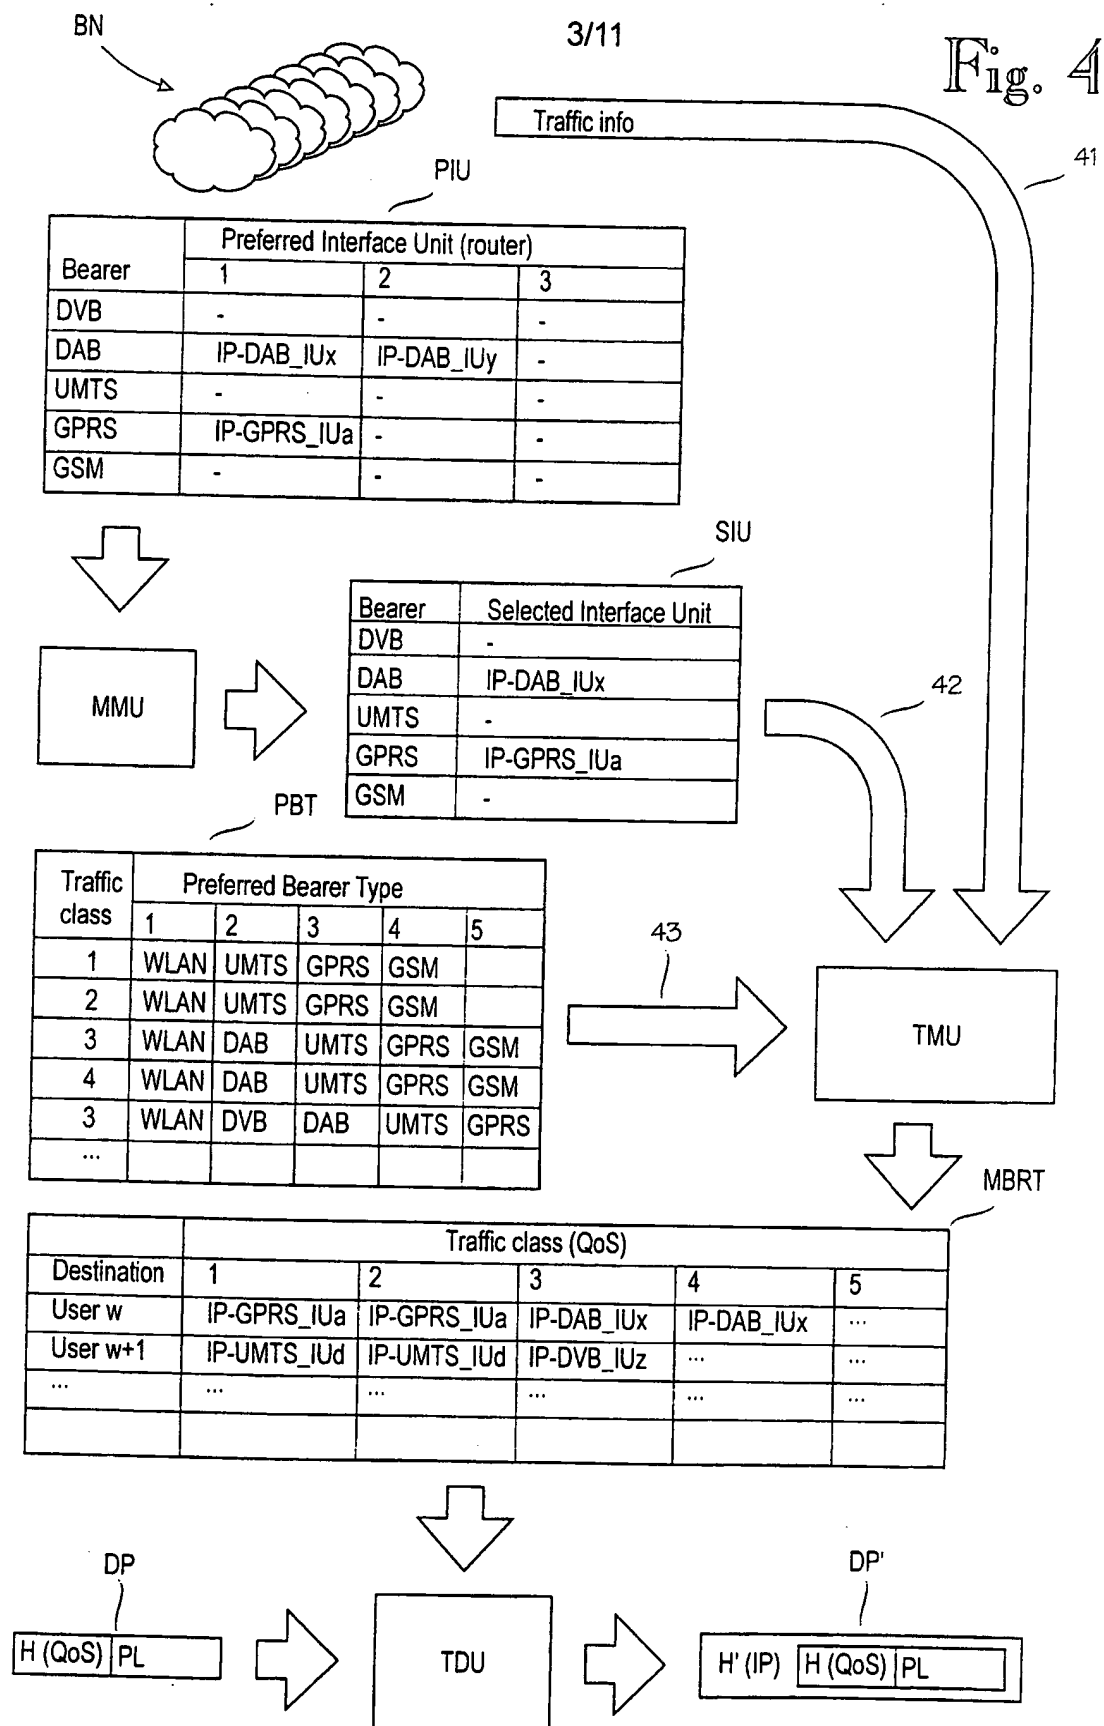 BN
3/11
Fig. 4
Traffic info
41
PIU
Bearer Preferred Interface Unit (router)
1 2 3
DVB - - -
DAB IP-DAB_IUx IP-DAB_IUy -
UMTS - - -
GPRS IP-GPRS_IUa - -
GSM - - -
SIU
Bearer Selected Interface Unit
DVB -
DAB IP-DAB_IUx
UMTS -
GPRS IP-GPRS_IUa
GSM -
MMU
42
PBT
Traffic class Preferred Bearer Type
1 2 3 4 5
1 WLAN UMTS GPRS GSM
2 WLAN UMTS GPRS GSM
3 WLAN DAB UMTS GPRS GSM
4 WLAN DAB UMTS GPRS GSM
3 WLAN DVB DAB UMTS GPRS
...
43
TMU
MBRT
Traffic class (QoS)
Destination 1 2 3 4 5
User w IP-GPRS_IUa IP-GPRS_IUa IP-DAB_IUx IP-DAB_IUx ...
User w+1 IP-UMTS_IUd IP-UMTS_IUd IP-DVB_IUz ... ...
... ... ... ... ... ...
DP
H (QoS) PL
TDU
DP'
H' (IP) H (QoS) PL